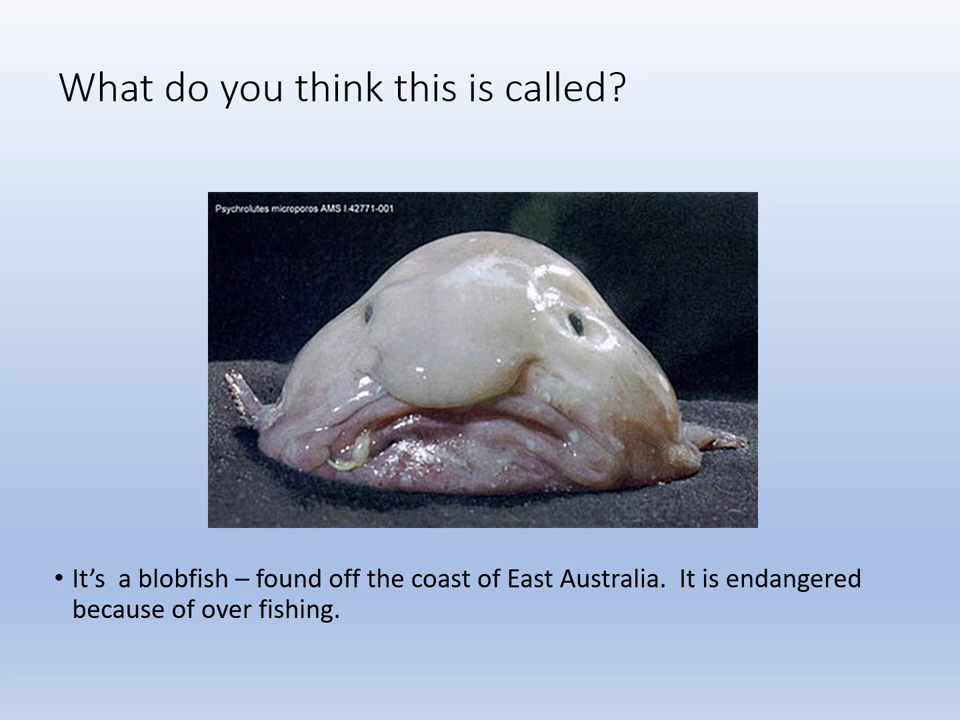 What do you think this is called?
Psychrolutes microporos AMS I.42771-001
• It’s  a blobfish – found off the coast of East Australia.  It is endangered
because of over fishing.